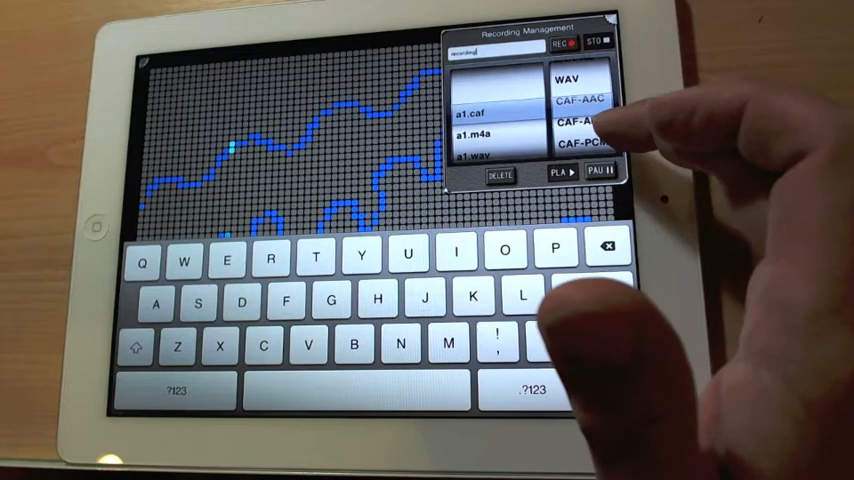 Recording Management
recording
REC
STO
WAV
CAF-AAC
a1.caf
a1.m4a
a1.wav
CAF-PCM
DELETE
PLA
PAU
Q W E R T Y U I O P
A S D F G H J K L
Z X C V B N M ! ,
.?123
.?123